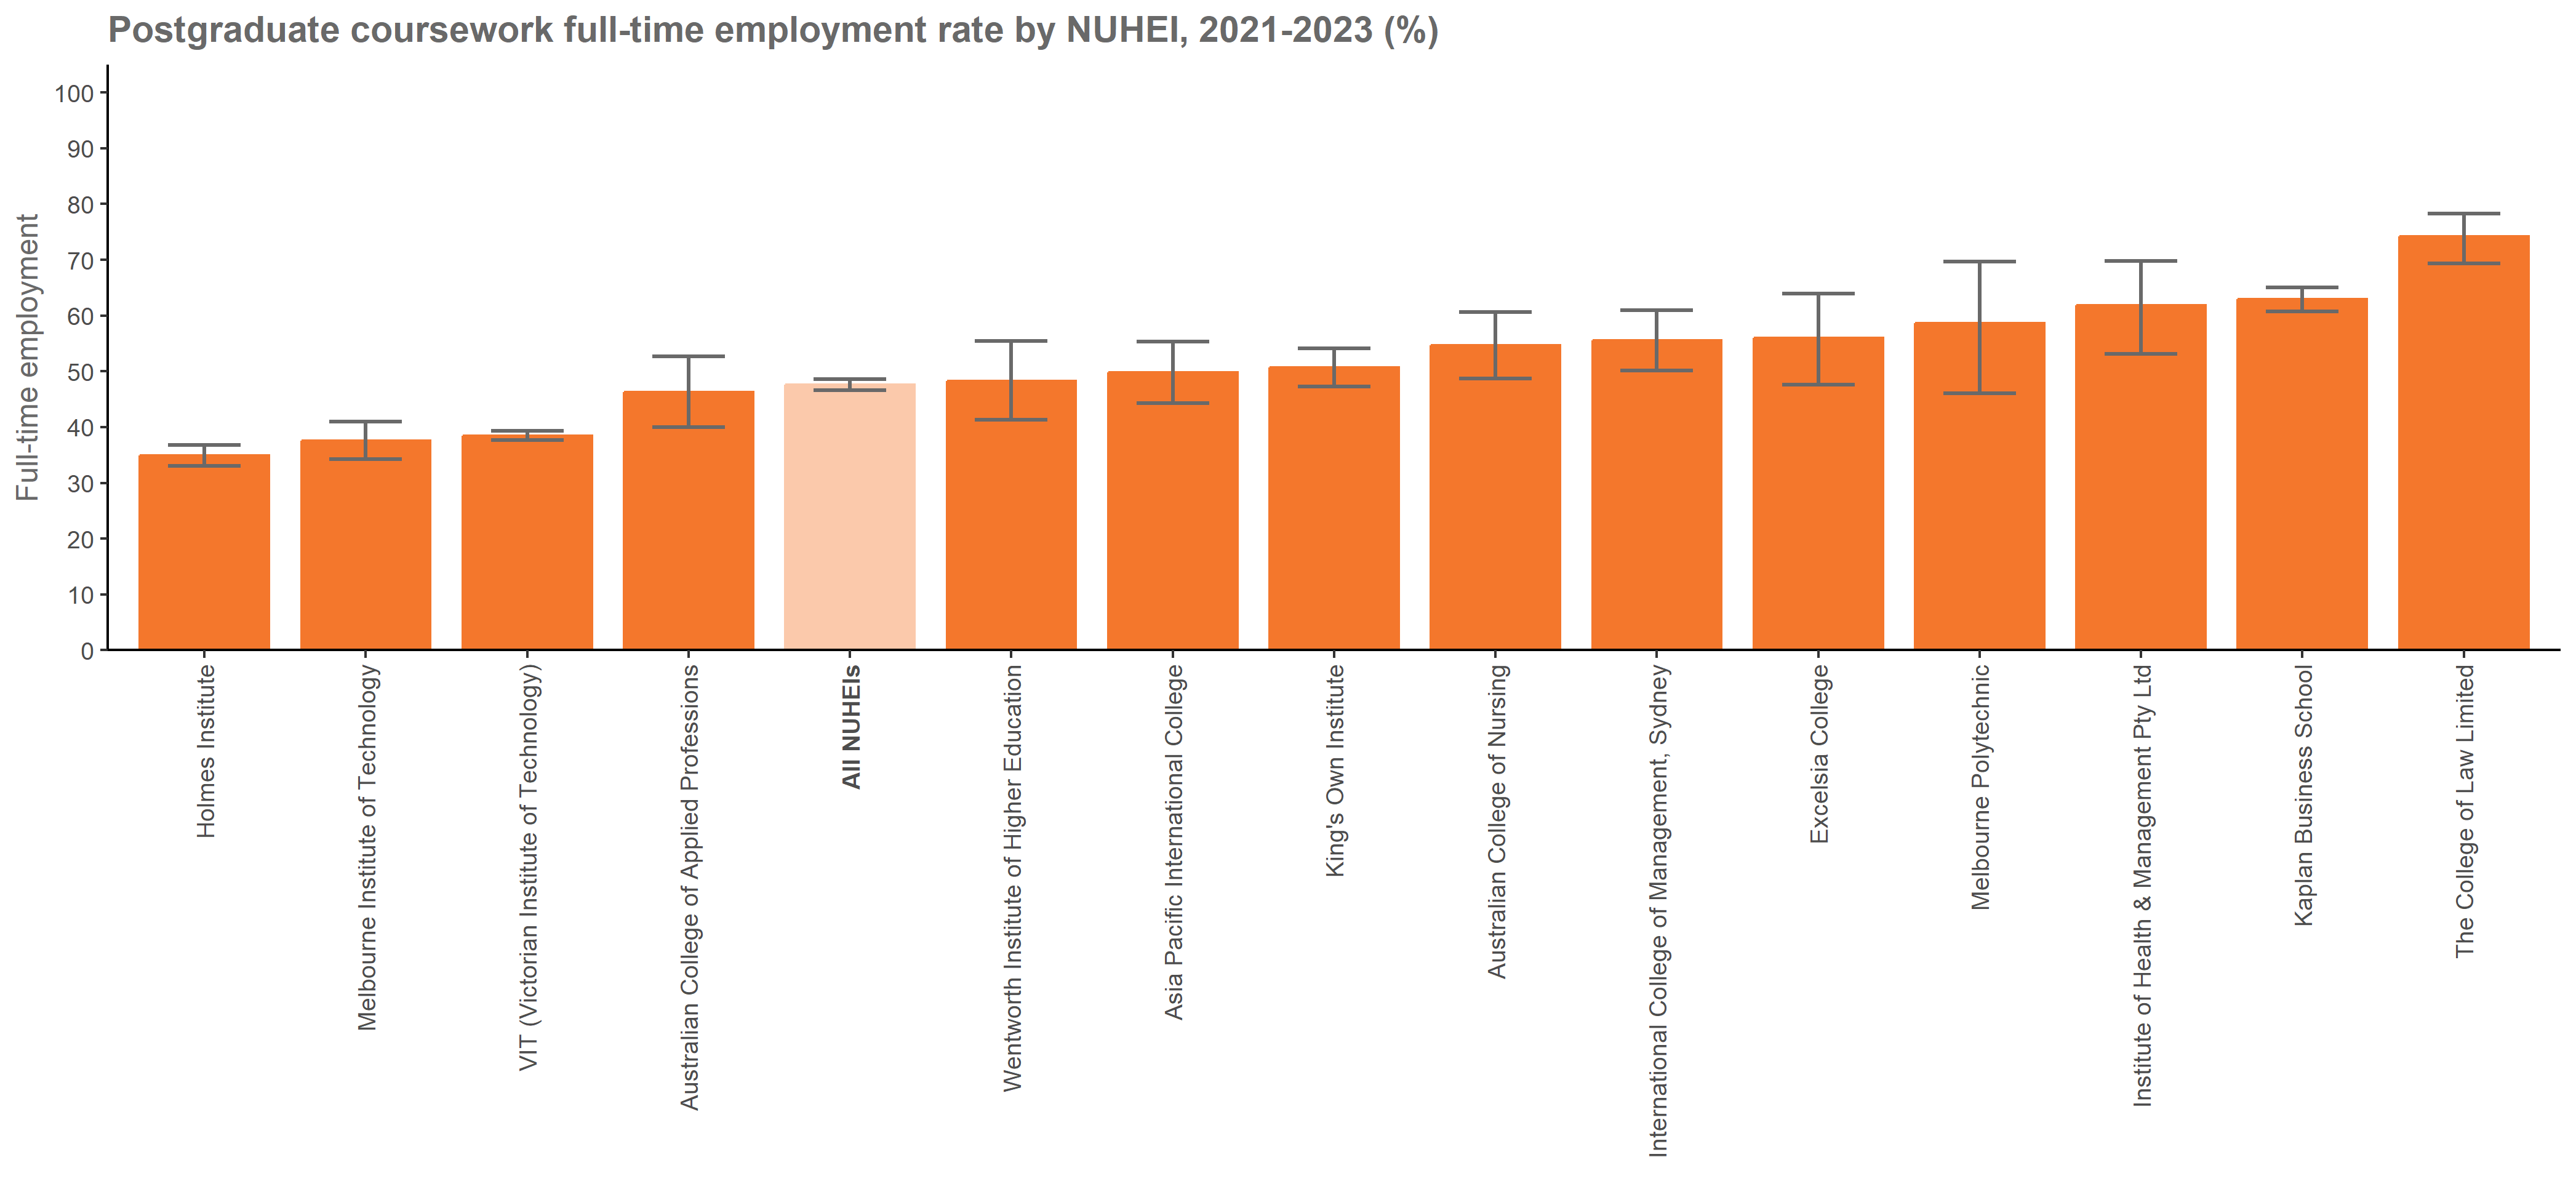 Postgraduate coursework full-time employment rate by NUHEI, 2021-2023 (%)
Full-time employment
100
90
80
70
60
50
40
30
20
10
0
Holmes Institute
Melbourne Institute of Technology
VIT (Victorian Institute of Technology)
Australian College of Applied Professions
All NUHEIs
Wentworth Institute of Higher Education
Asia Pacific International College
King's Own Institute
Australian College of Nursing
International College of Management, Sydney
Excelsia College
Melbourne Polytechnic
Institute of Health & Management Pty Ltd
Kaplan Business School
The College of Law Limited